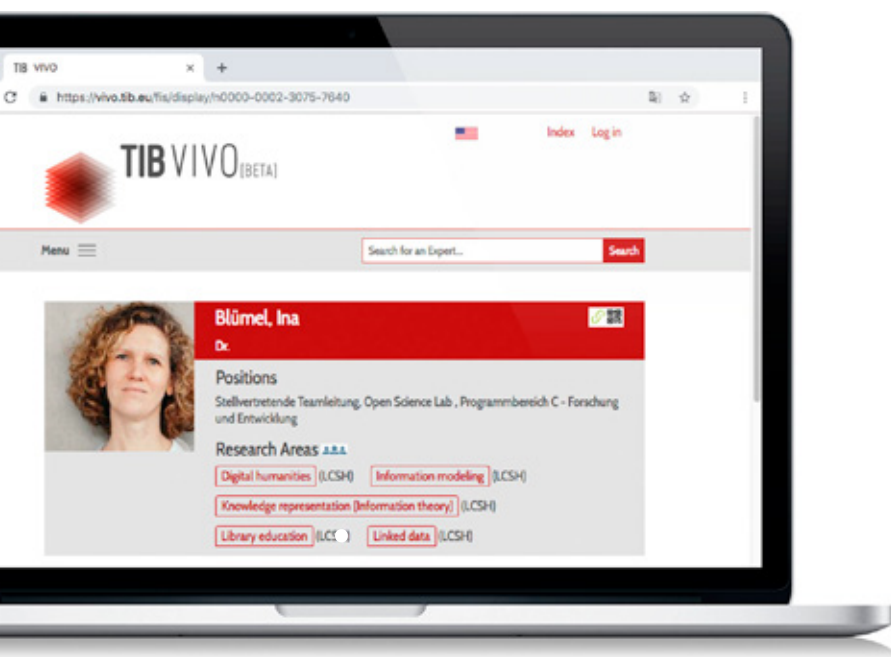 TIB VIVO × +
https://vivo.tib.eu/fis/display/n0000-0002-3075-7640
Index Log in
TIB VIVO [BETA]
Menu Search for an Expert... Search
Blümel, Ina
Dr.
Positions
Stellvertretende Teamleitung, Open Science Lab , Programmbereich C - Forschung
und Entwicklung
Research Areas
Digital humanities (LCSH) Information modeling (LCSH)
Knowledge representation (Information theory) (LCSH)
Library education Linked data (LCSH)